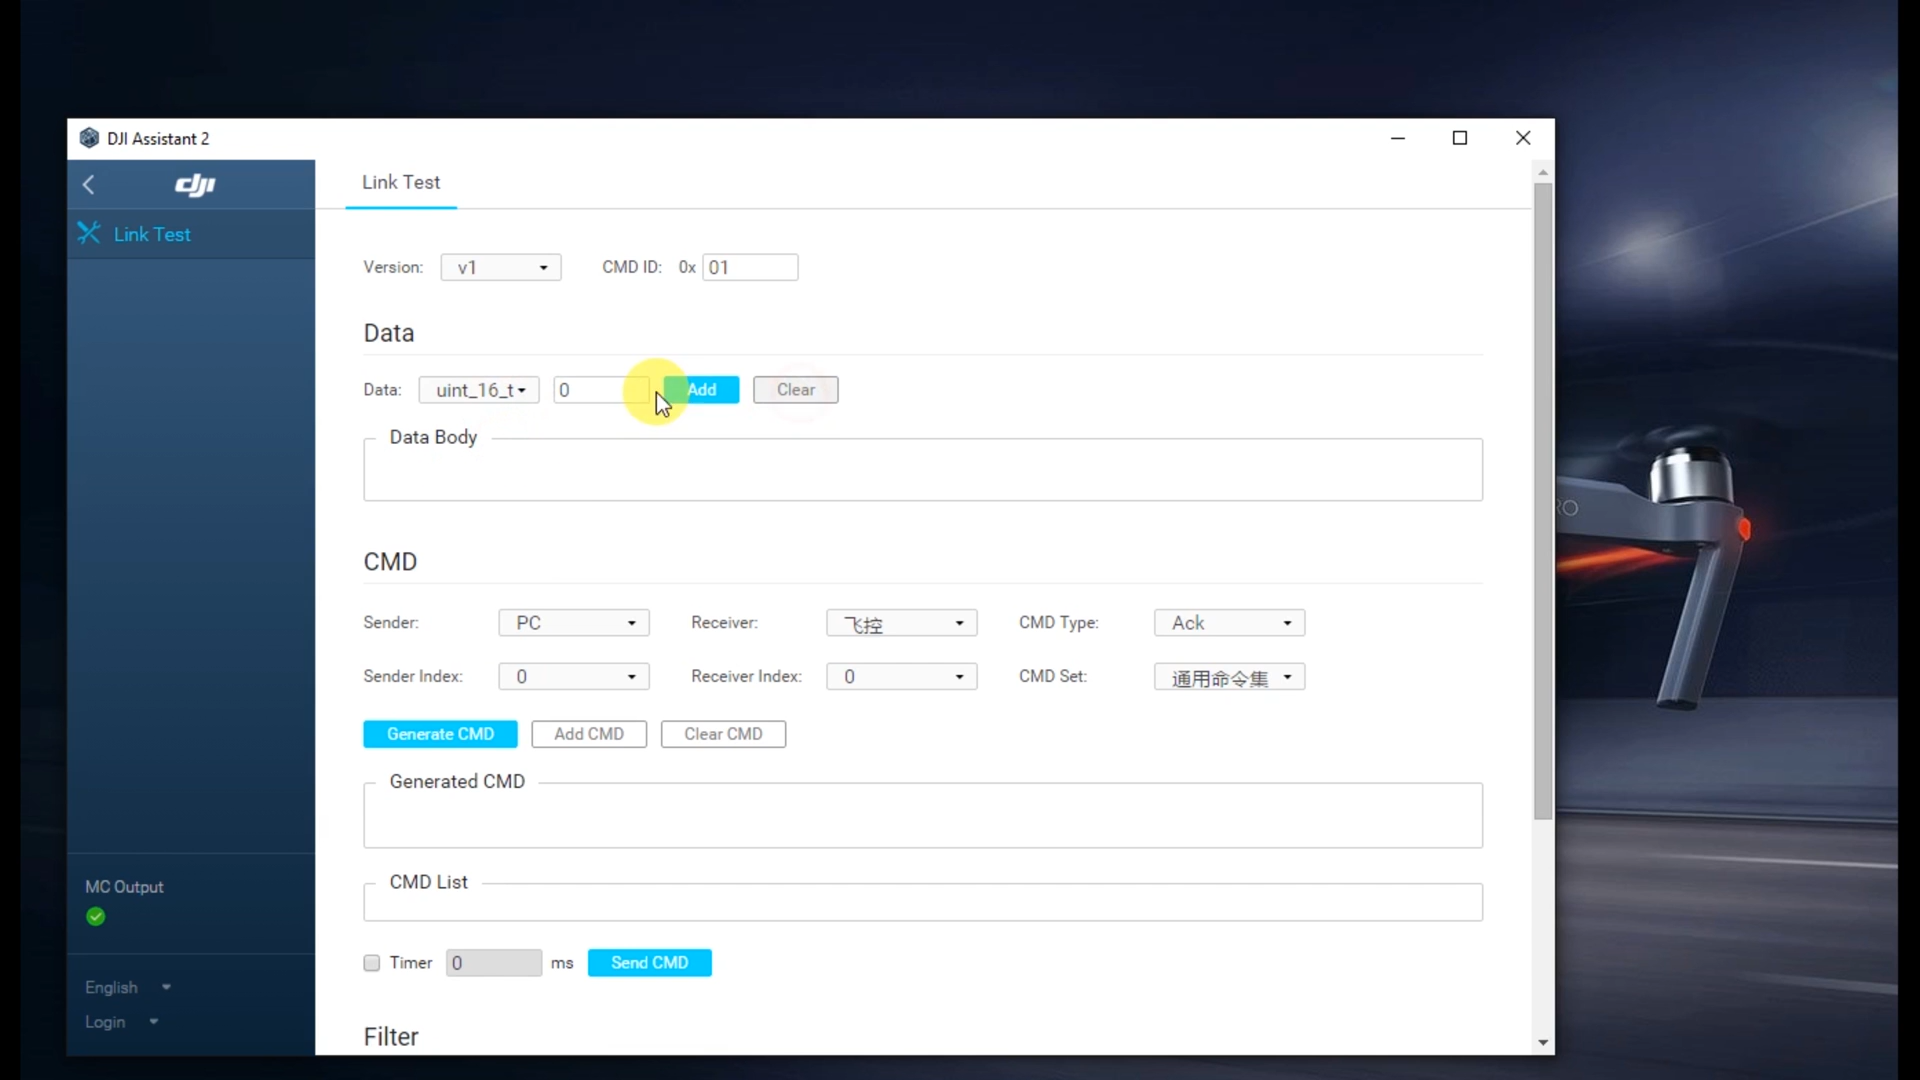 DJI Assistant 2
dji
Link Test
Link Test
Version: v1 CMD ID: 0x 01
Data
Data: uint_16_t 0 Add Clear
Data Body
CMD
Sender: PC Receiver: 飞控 CMD Type: Ack
Sender Index: 0 Receiver Index: 0 CMD Set: 通用命令集
Generate CMD Add CMD Clear CMD
Generated CMD
CMD List
Timer 0 ms Send CMD
Filter
MC Output
English
Login
RO